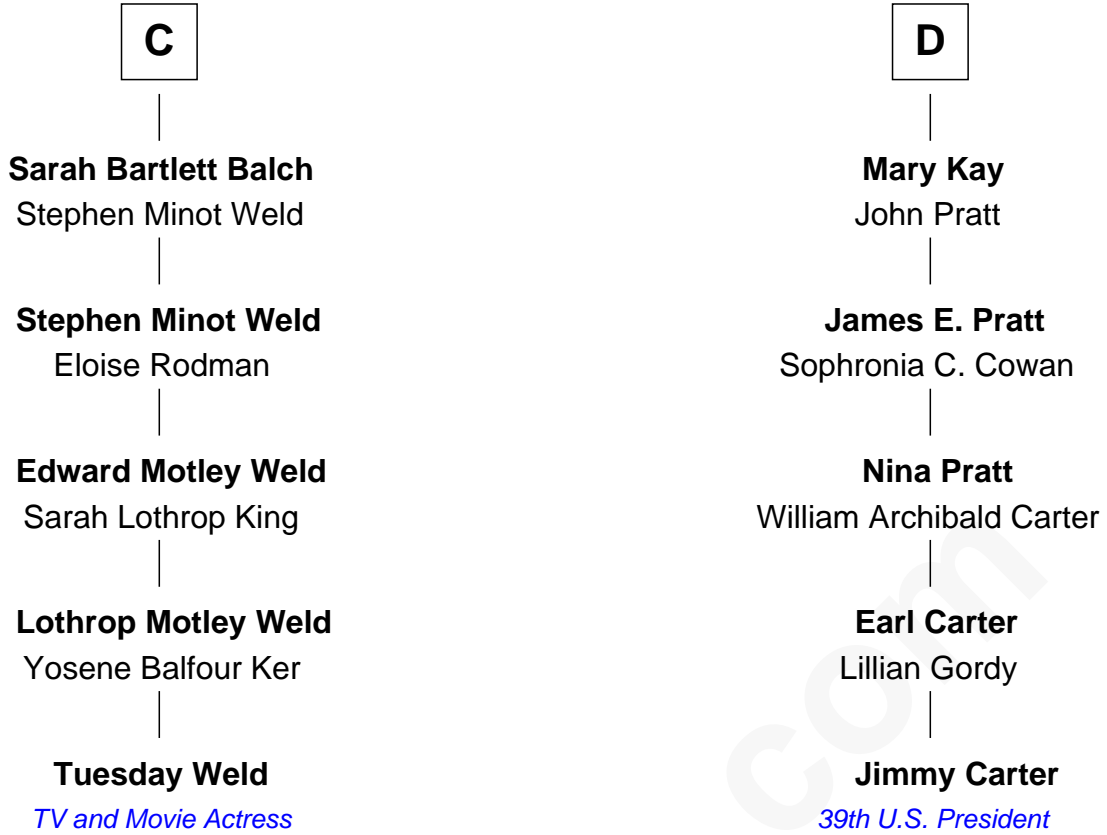 C
Sarah Bartlett Balch
Stephen Minot Weld
Stephen Minot Weld
Eloise Rodman
Edward Motley Weld
Sarah Lothrop King
Lothrop Motley Weld
Yosene Balfour Ker
Tuesday Weld
TV and Movie Actress
D
Mary Kay
John Pratt
James E. Pratt
Sophronia C. Cowan
Nina Pratt
William Archibald Carter
Earl Carter
Lillian Gordy
Jimmy Carter
39th U.S. President
com